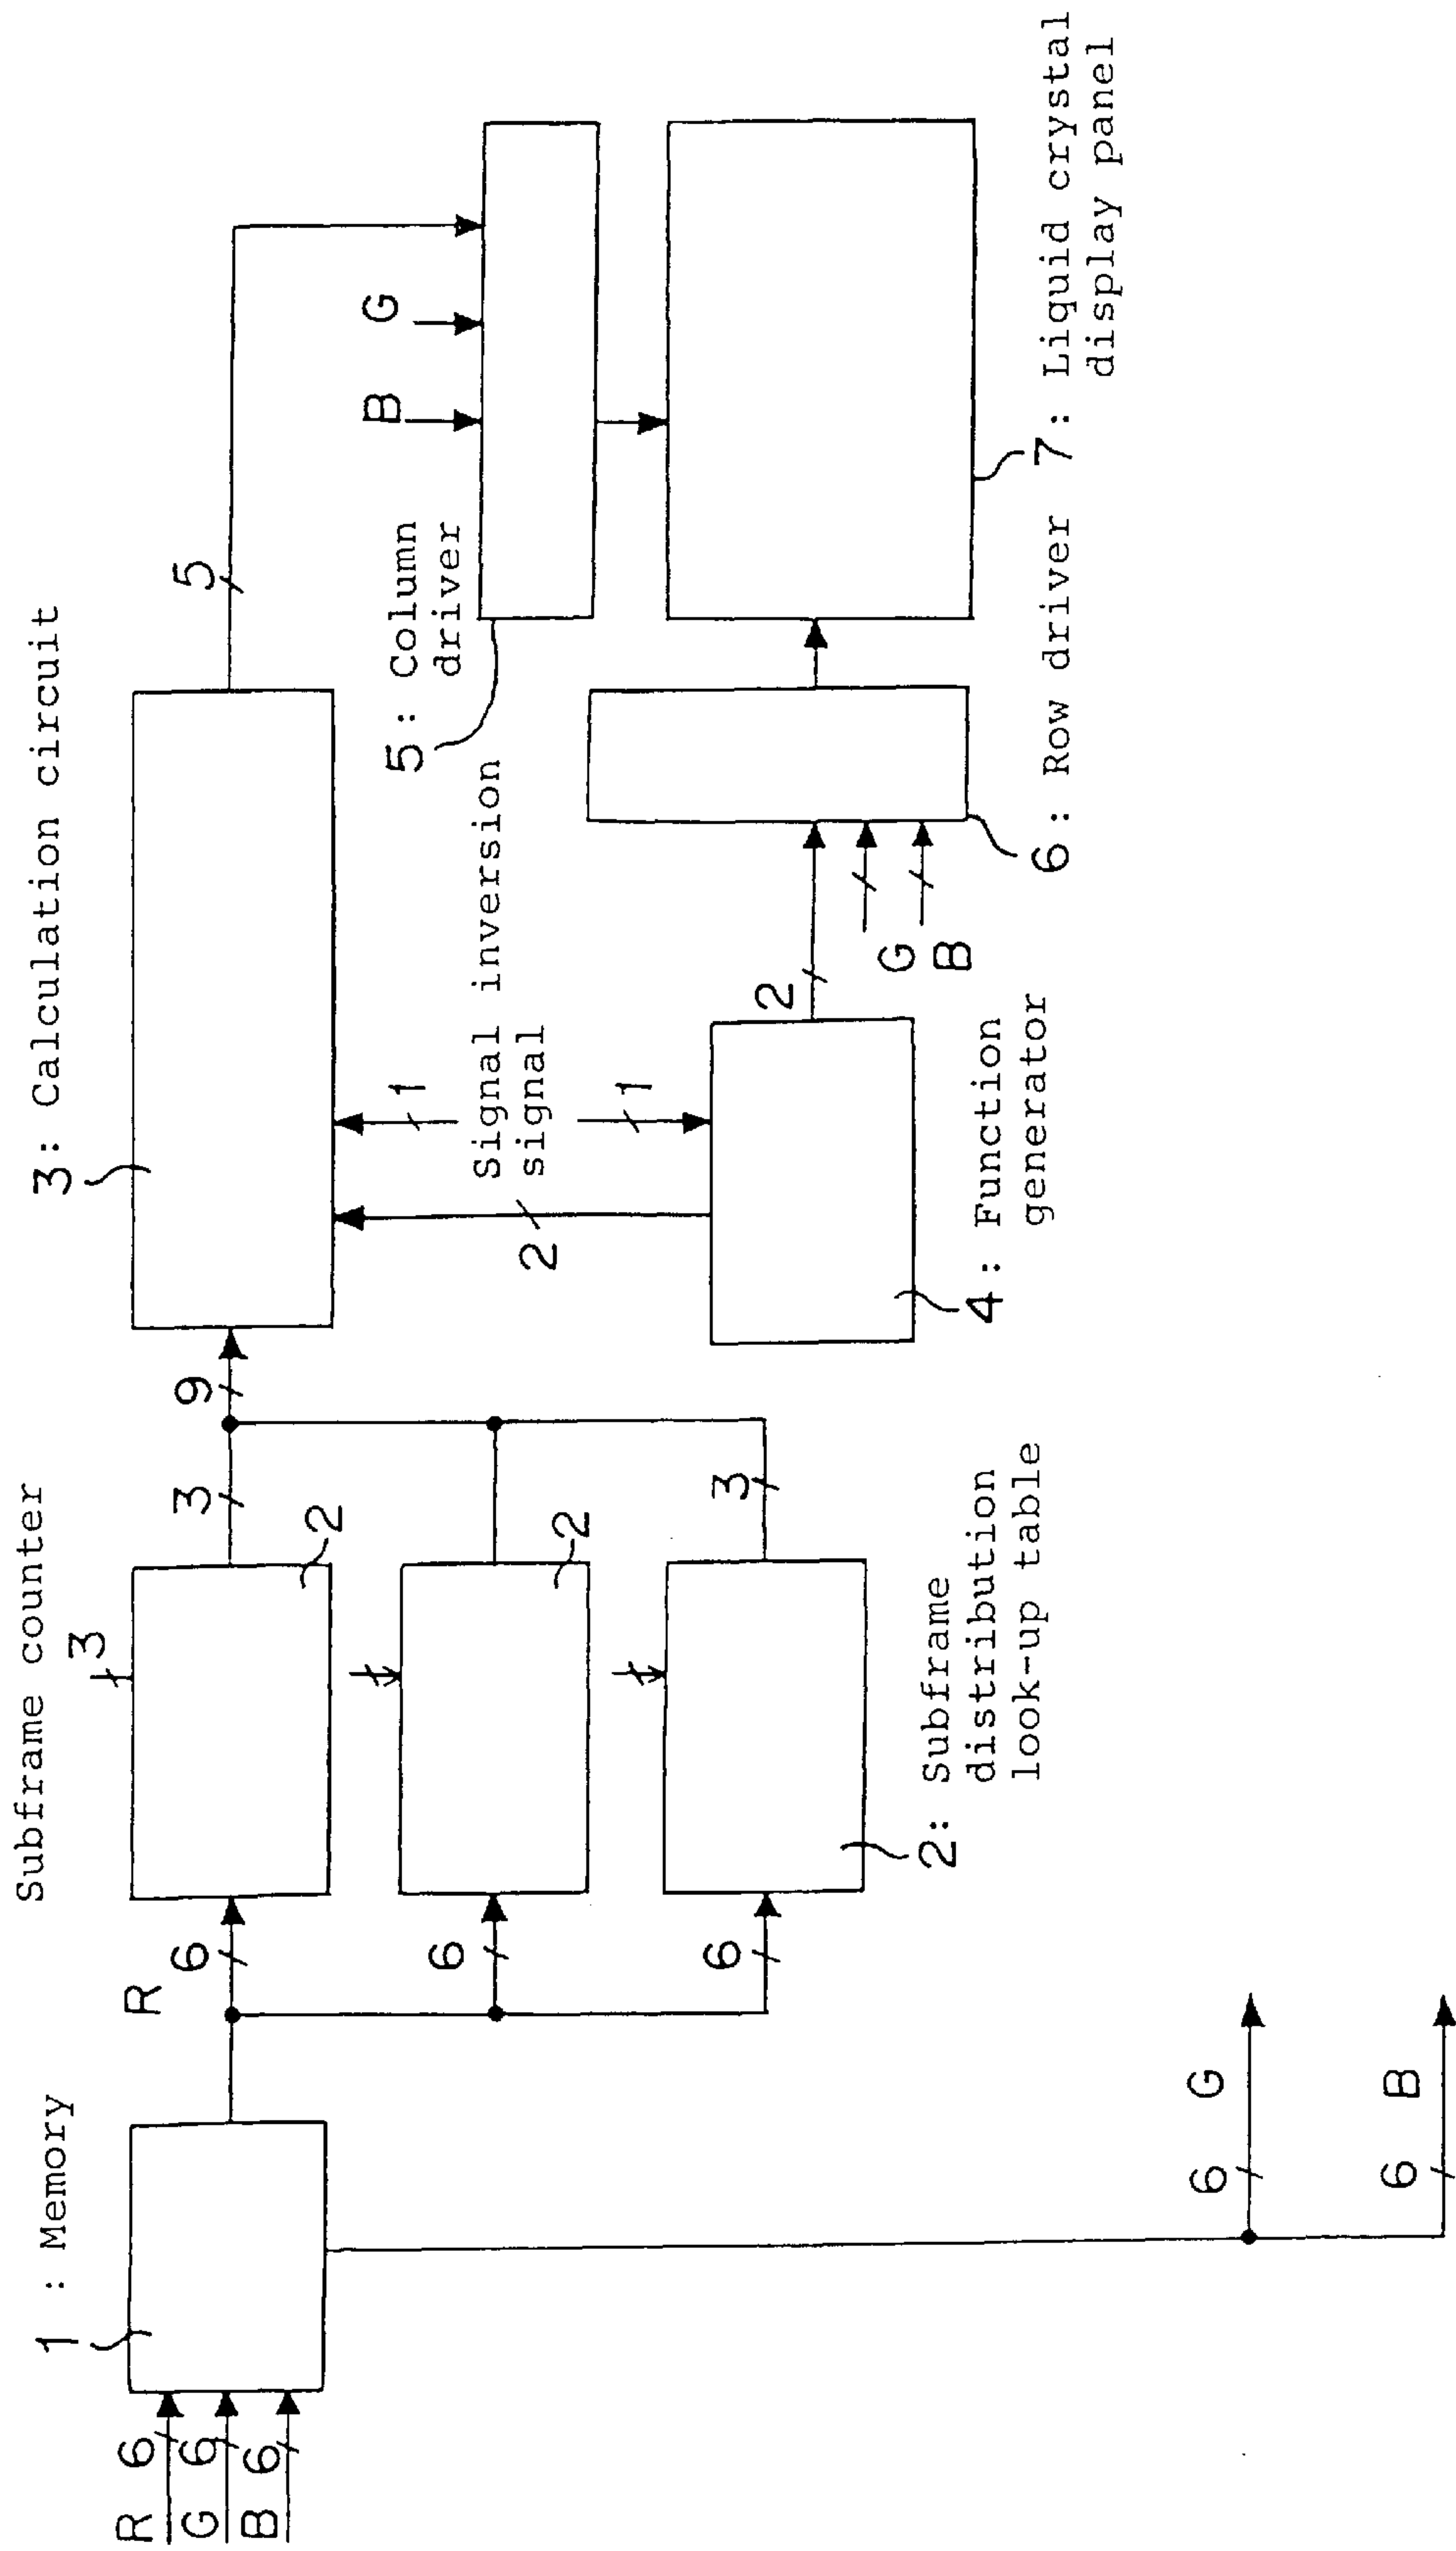 Subframe counter
3: Calculation circuit
1 : Memory
R
3
3
9
5
R 6
G 6
B 6
6
2
6
2
6
3
2: Subframe
distribution
look-up table
2
1
Signal inversion
signal
1
B
G
5: Column
driver
4: Function
generator
2
G
B
6: Row driver
7: Liquid crystal
display panel
6
G
6
B